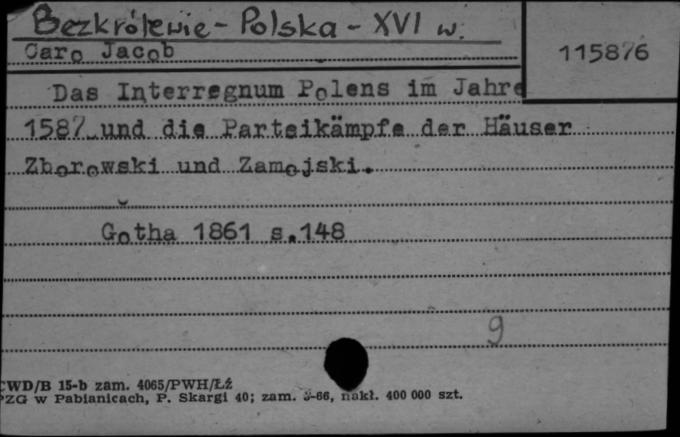 Bezkrólewie - Polska - XVI w.
Caro Jacob
115876
Das Interregnum Polens im Jahre
1587 und die Parteikämpfe der Häuser
Zborowski und Zamojski.
Gotha 1861 s.148
9
CWD/B 15-b zam. 4065/PWH/Łź
PZG w Pabianicach, P. Skargi 40; zam. -66, nakł. 400 000 szt.